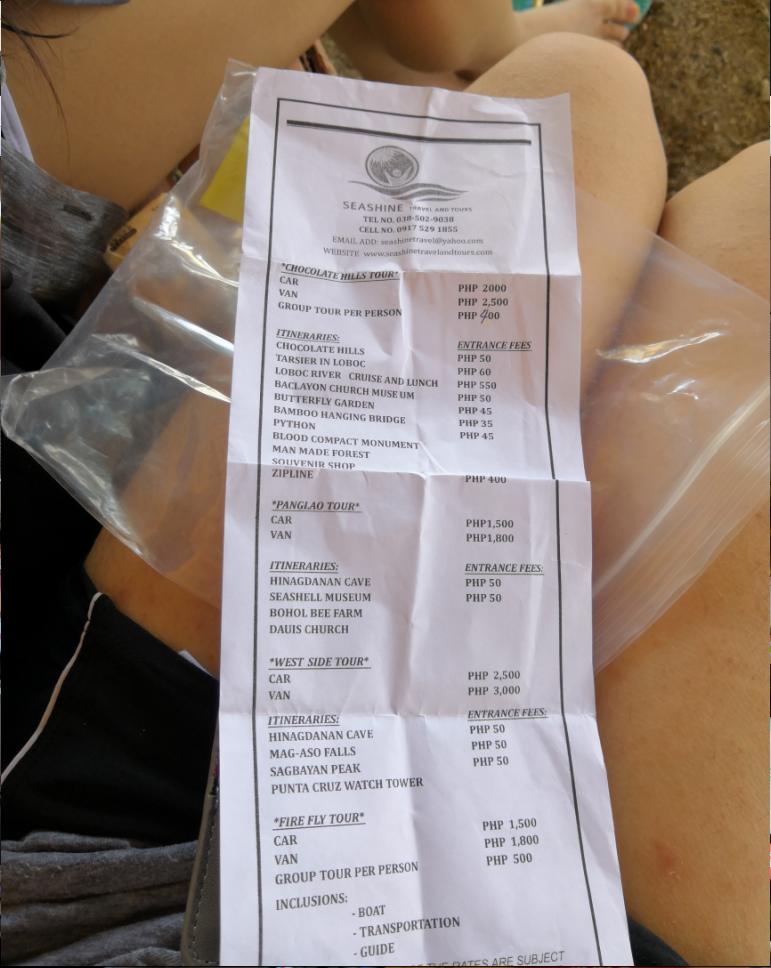 SEASHINE TRAVEL AND TOURS
TEL NO. 038-502-9038
CELL NO. 0917 529 1855
EMAIL ADD: seashinetravel@yahoo.com
WEBSITE www.seashinetravelandtours.com
*CHOCOLATE HILLS TOUR*
CAR PHP 2000
VAN PHP 2,500
GROUP TOUR PER PERSON PHP 400
ITINERARIES: ENTRANCE FEES
CHOCOLATE HILLS PHP 50
TARSIER IN LOBOC PHP 60
LOBOC RIVER CRUISE AND LUNCH PHP 550
BACLAYON CHURCH MUSEUM PHP 50
BUTTERFLY GARDEN PHP 45
BAMBOO HANGING BRIDGE PHP 35
PYTHON PHP 45
BLOOD COMPACT MONUMENT
MAN MADE FOREST
SOUVENIR SHOP
ZIPLINE PHP 400
*PANGLAO TOUR*
CAR PHP1,500
VAN PHP1,800
ITINERARIES: ENTRANCE FEES:
HINAGDANAN CAVE PHP 50
SEASHELL MUSEUM PHP 50
BOHOL BEE FARM
DAUIS CHURCH
*WEST SIDE TOUR*
CAR PHP 2,500
VAN PHP 3,000
ITINERARIES: ENTRANCE FEES:
HINAGDANAN CAVE PHP 50
MAG-ASO FALLS PHP 50
SAGBAYAN PEAK PHP 50
PUNTA CRUZ WATCH TOWER
*FIRE FLY TOUR*
CAR PHP 1,500
VAN PHP 1,800
GROUP TOUR PER PERSON PHP 500
INCLUSIONS:
- BOAT
- TRANSPORTATION
- GUIDE
THE RATES ARE SUBJECT